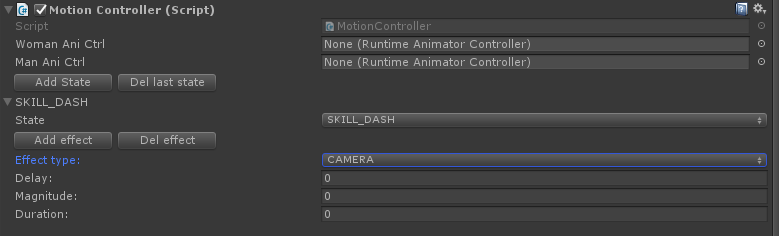 Motion Controller (Script)
Script MotionController
Woman Ani Ctrl None (Runtime Animator Controller)
Man Ani Ctrl None (Runtime Animator Controller)
Add State Del last state
SKILL_DASH
State SKILL_DASH
Add effect Del effect
Effect type: CAMERA
Delay: 0
Magnitude: 0
Duration: 0